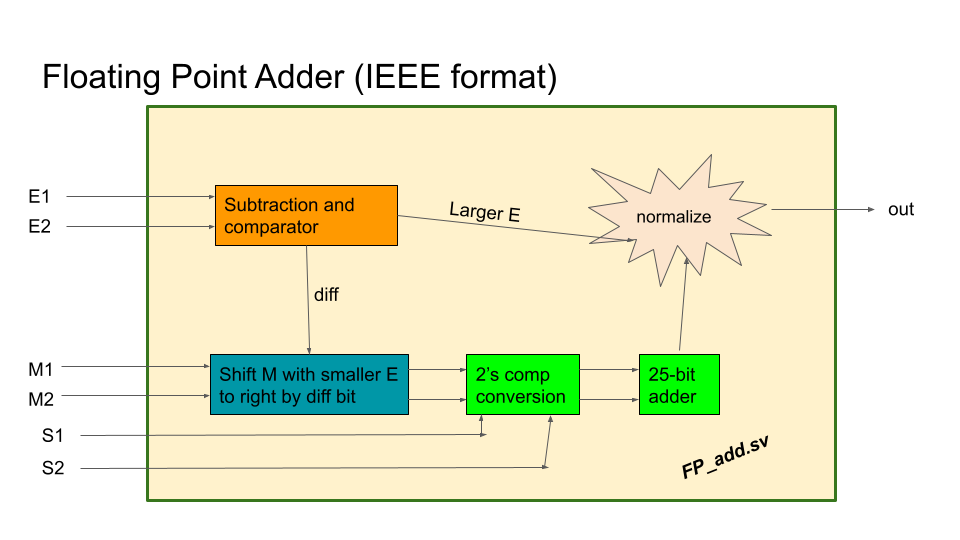 Floating Point Adder (IEEE format)
E1
E2
Subtraction and
comparator
Larger E
normalize
out
diff
M1
M2
Shift M with smaller E
to right by diff bit
2's comp
conversion
25-bit
adder
S1
S2
FP_add.sv